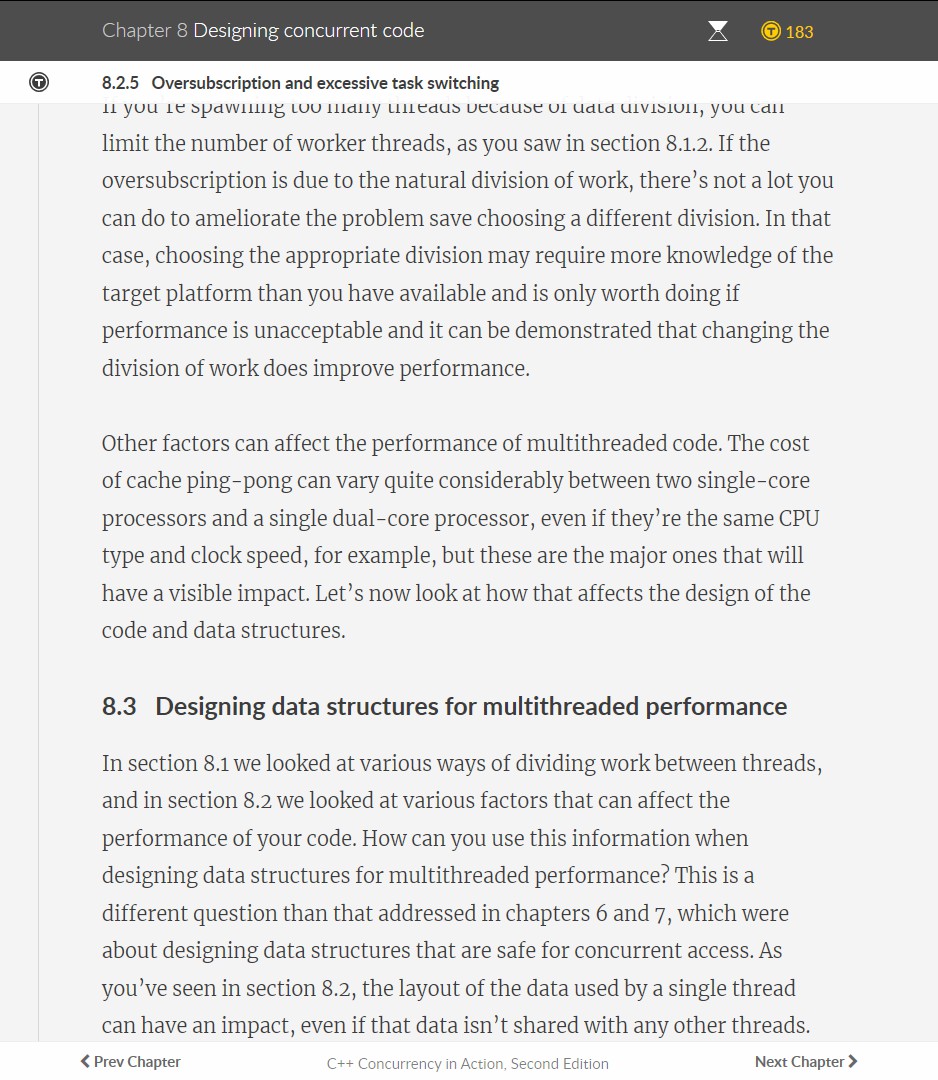 Chapter 8 Designing concurrent code
183
8.2.5 Oversubscription and excessive task switching
If you're spawning too many threads because of data division, you can
limit the number of worker threads, as you saw in section 8.1.2. If the
oversubscription is due to the natural division of work, there's not a lot you
can do to ameliorate the problem save choosing a different division. In that
case, choosing the appropriate division may require more knowledge of the
target platform than you have available and is only worth doing if
performance is unacceptable and it can be demonstrated that changing the
division of work does improve performance.
Other factors can affect the performance of multithreaded code. The cost
of cache ping-pong can vary quite considerably between two single-core
processors and a single dual-core processor, even if they're the same CPU
type and clock speed, for example, but these are the major ones that will
have a visible impact. Let's now look at how that affects the design of the
code and data structures.
8.3 Designing data structures for multithreaded performance
In section 8.1 we looked at various ways of dividing work between threads,
and in section 8.2 we looked at various factors that can affect the
performance of your code. How can you use this information when
designing data structures for multithreaded performance? This is a
different question than that addressed in chapters 6 and 7, which were
about designing data structures that are safe for concurrent access. As
you've seen in section 8.2, the layout of the data used by a single thread
can have an impact, even if that data isn't shared with any other threads.
Prev Chapter
C++ Concurrency in Action, Second Edition
Next Chapter